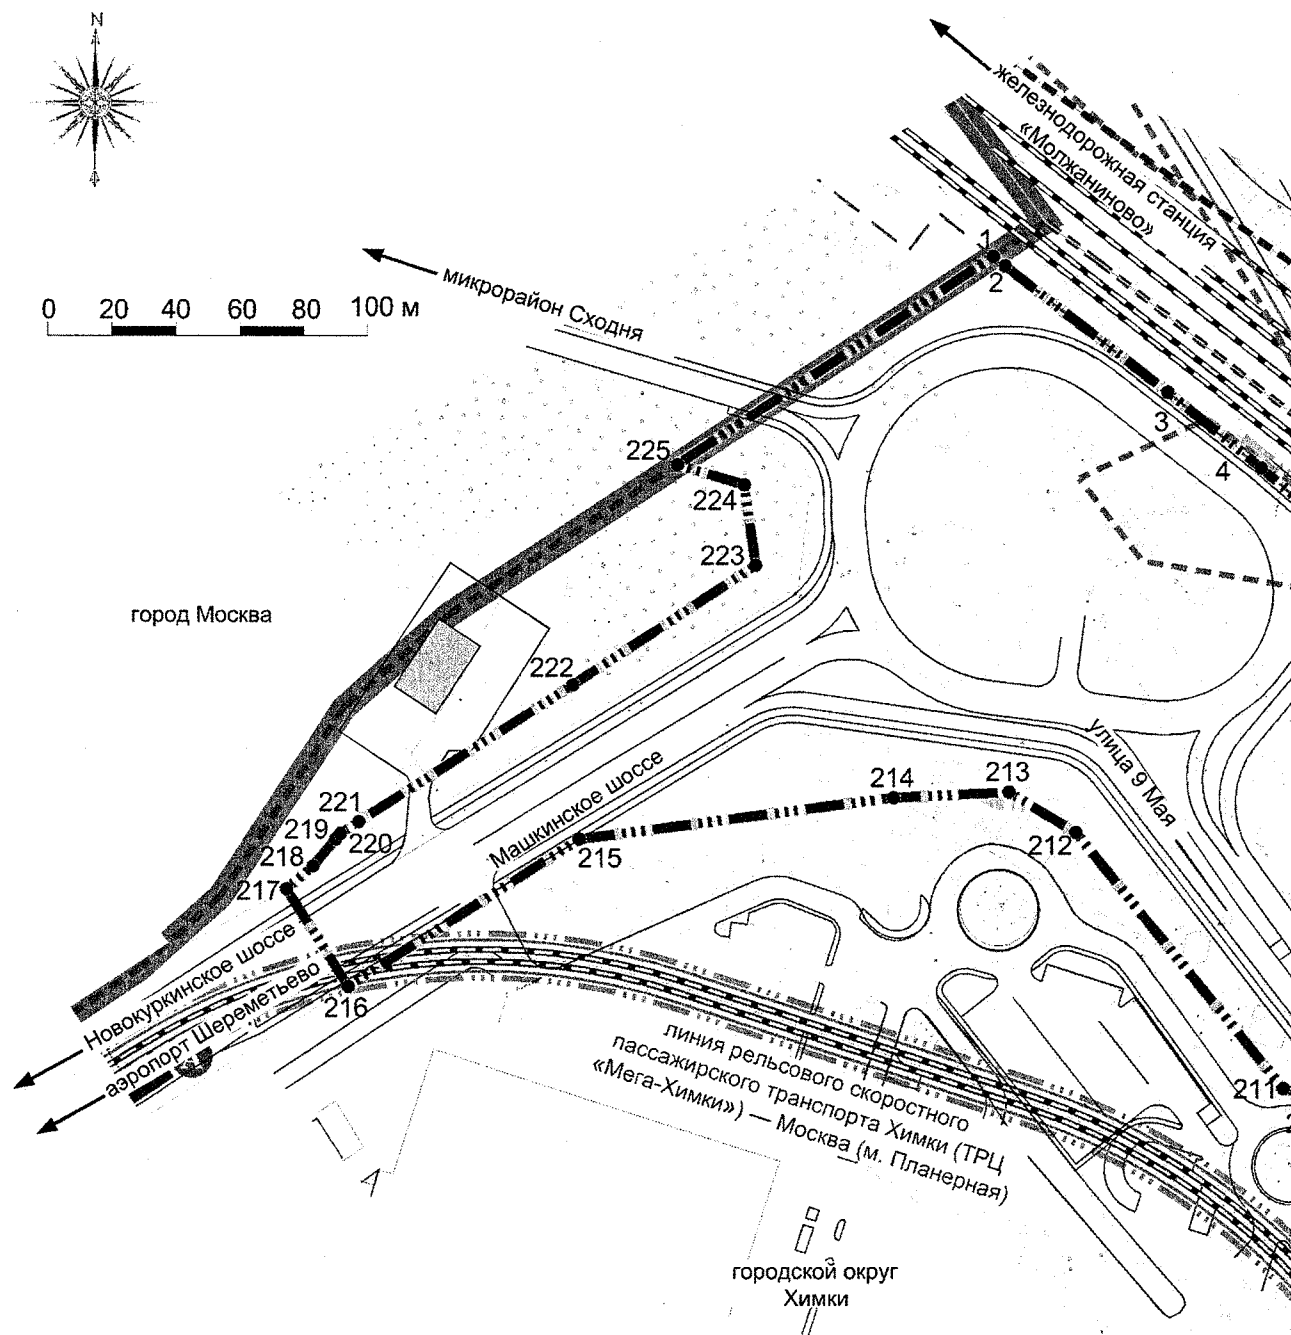 N
железнодорожная станция
«Молжаниново»
1
2
микрорайон Сходня
0 20 40 60 80 100 м
3
4
225
224
223
город Москва
222
улица 9 Мая
Машкинское шоссе
214
213
221
219
220
218
215
212
217
Новокуркинское шоссе
аэропорт Шереметьево
216
211
линия рельсового скоростного
пассажирского транспорта Химки (ТРЦ
«Мега-Химки») — Москва (м. Планерная)
городской округ
Химки